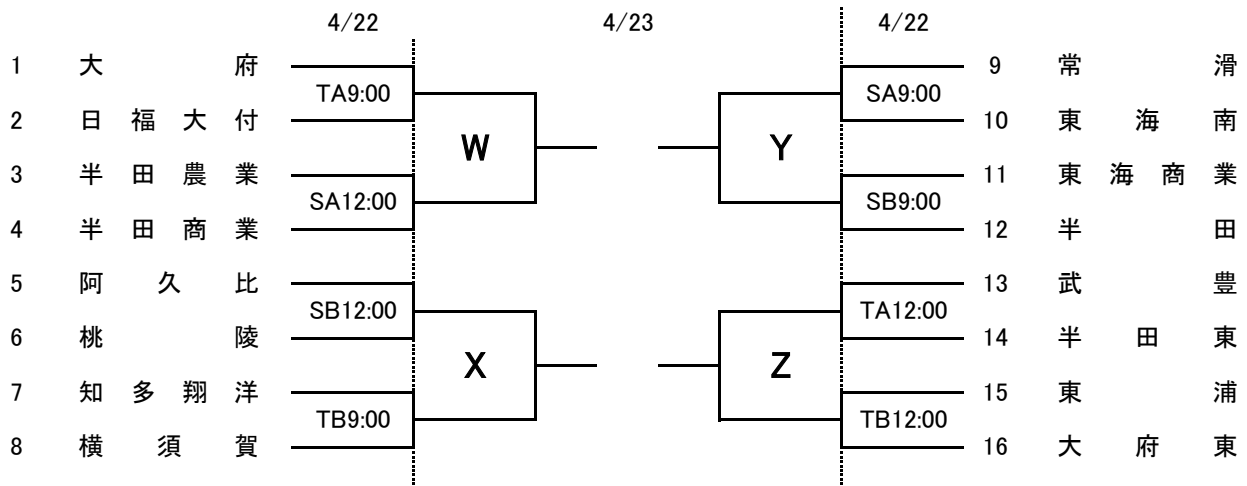 4/22 4/23 4/22
1 大府 9 常滑
TA9:00 SA9:00
2 日福大付 10 東海南
W Y
3 半田農業 11 東海商業
SA12:00 SB9:00
4 半田商業 12 半田
5 阿久比 13 武豊
SB12:00 TA12:00
6 桃陵 14 半田東
X Z
7 知多翔洋 15 東浦
TB9:00 TB12:00
8 横須賀 16 大府東